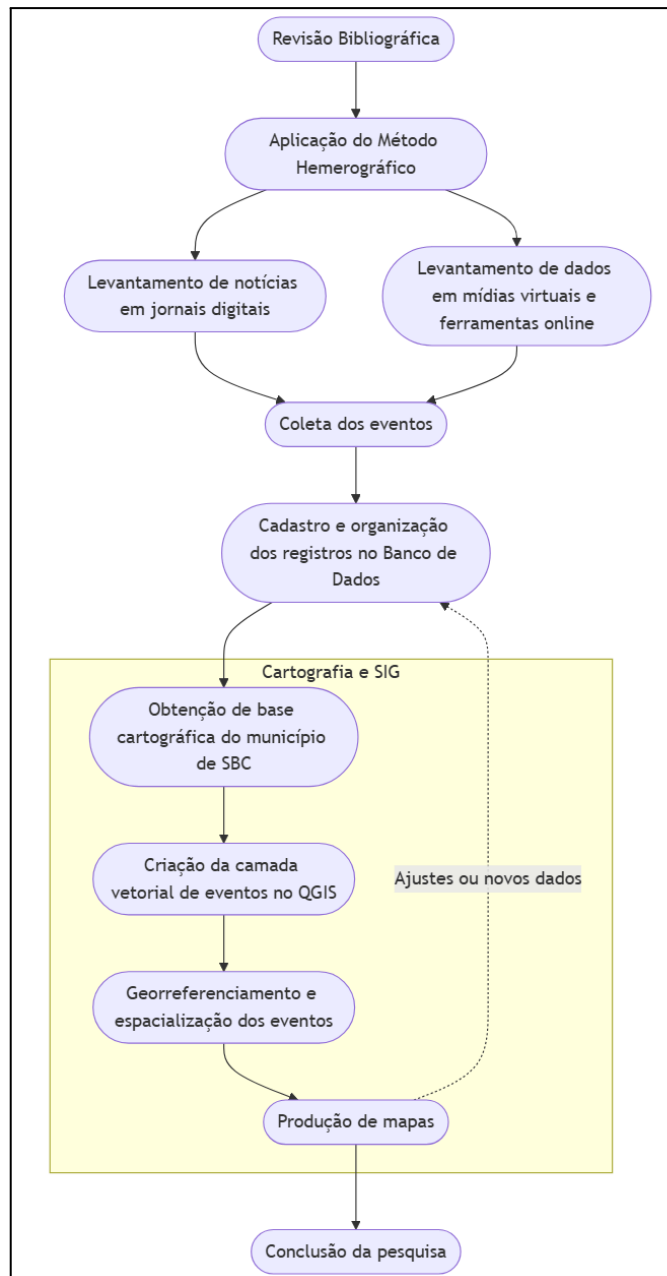 Revisão Bibliográfica
Aplicação do Método
Hemerográfico
Levantamento de notícias
em jornais digitais
Levantamento de dados
em mídias virtuais e
ferramentas online
Coleta dos eventos
Cadastro e organização
dos registros no Banco de
Dados
Cartografia e SIG
Obtenção de base
cartográfica do município
de SBC
Criação da camada
vetorial de eventos no QGIS
Ajustes ou novos dados
Georreferenciamento e
espacialização dos eventos
Produção de mapas
Conclusão da pesquisa